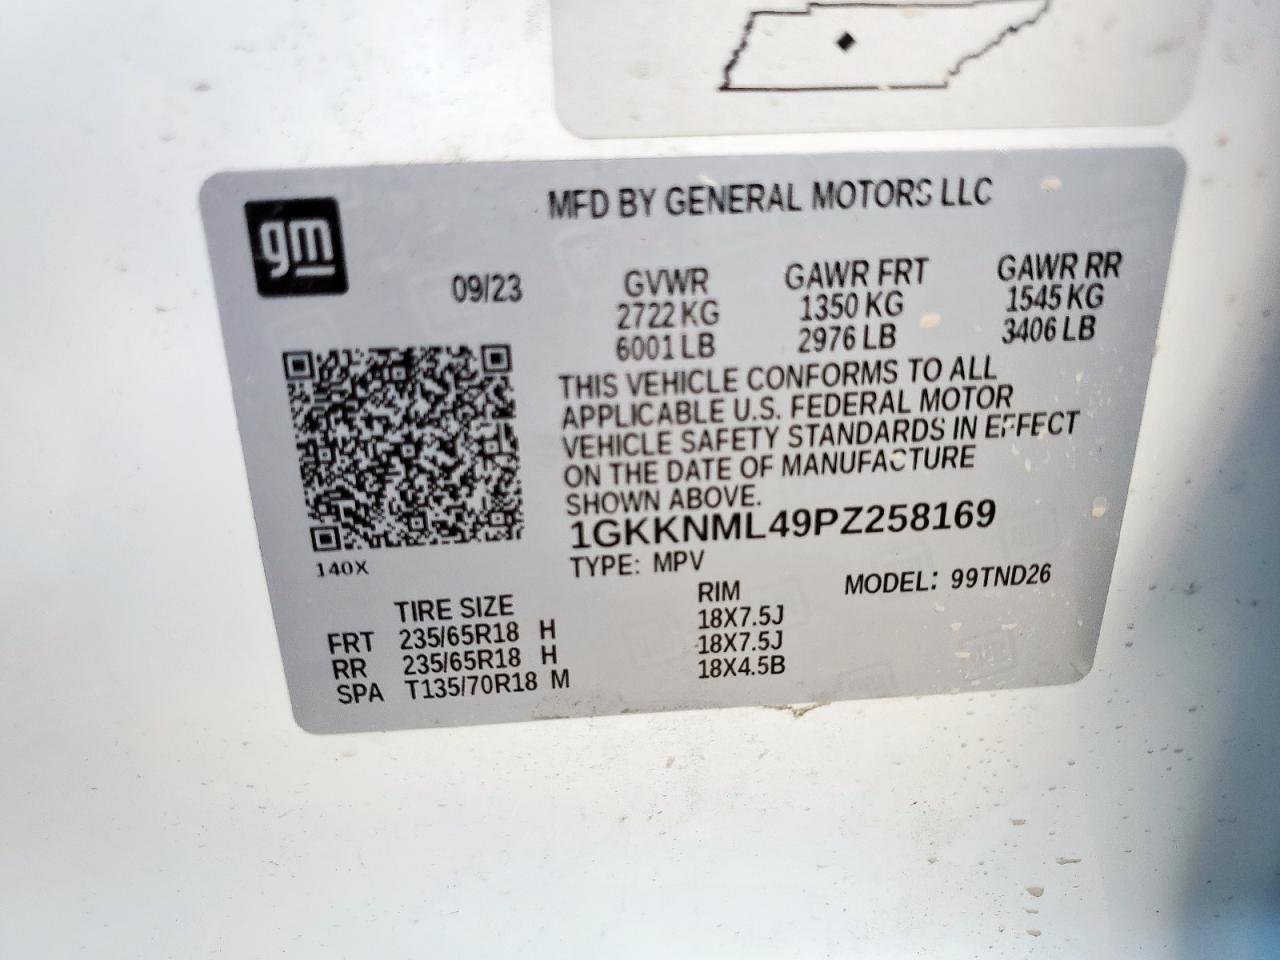 gm
MFD BY GENERAL MOTORS LLC
09/23
GVWR GAWR FRT GAWR RR
2722 KG 1350 KG 1545 KG
6001 LB 2976 LB 3406 LB
THIS VEHICLE CONFORMS TO ALL
APPLICABLE U.S. FEDERAL MOTOR
VEHICLE SAFETY STANDARDS IN EFFECT
ON THE DATE OF MANUFACTURE
SHOWN ABOVE.
1GKKNML49PZ258169
140X
TYPE: MPV
MODEL: 99TND26
TIRE SIZE RIM
FRT 235/65R18 H 18X7.5J
RR 235/65R18 H 18X7.5J
SPA T135/70R18 M 18X4.5B